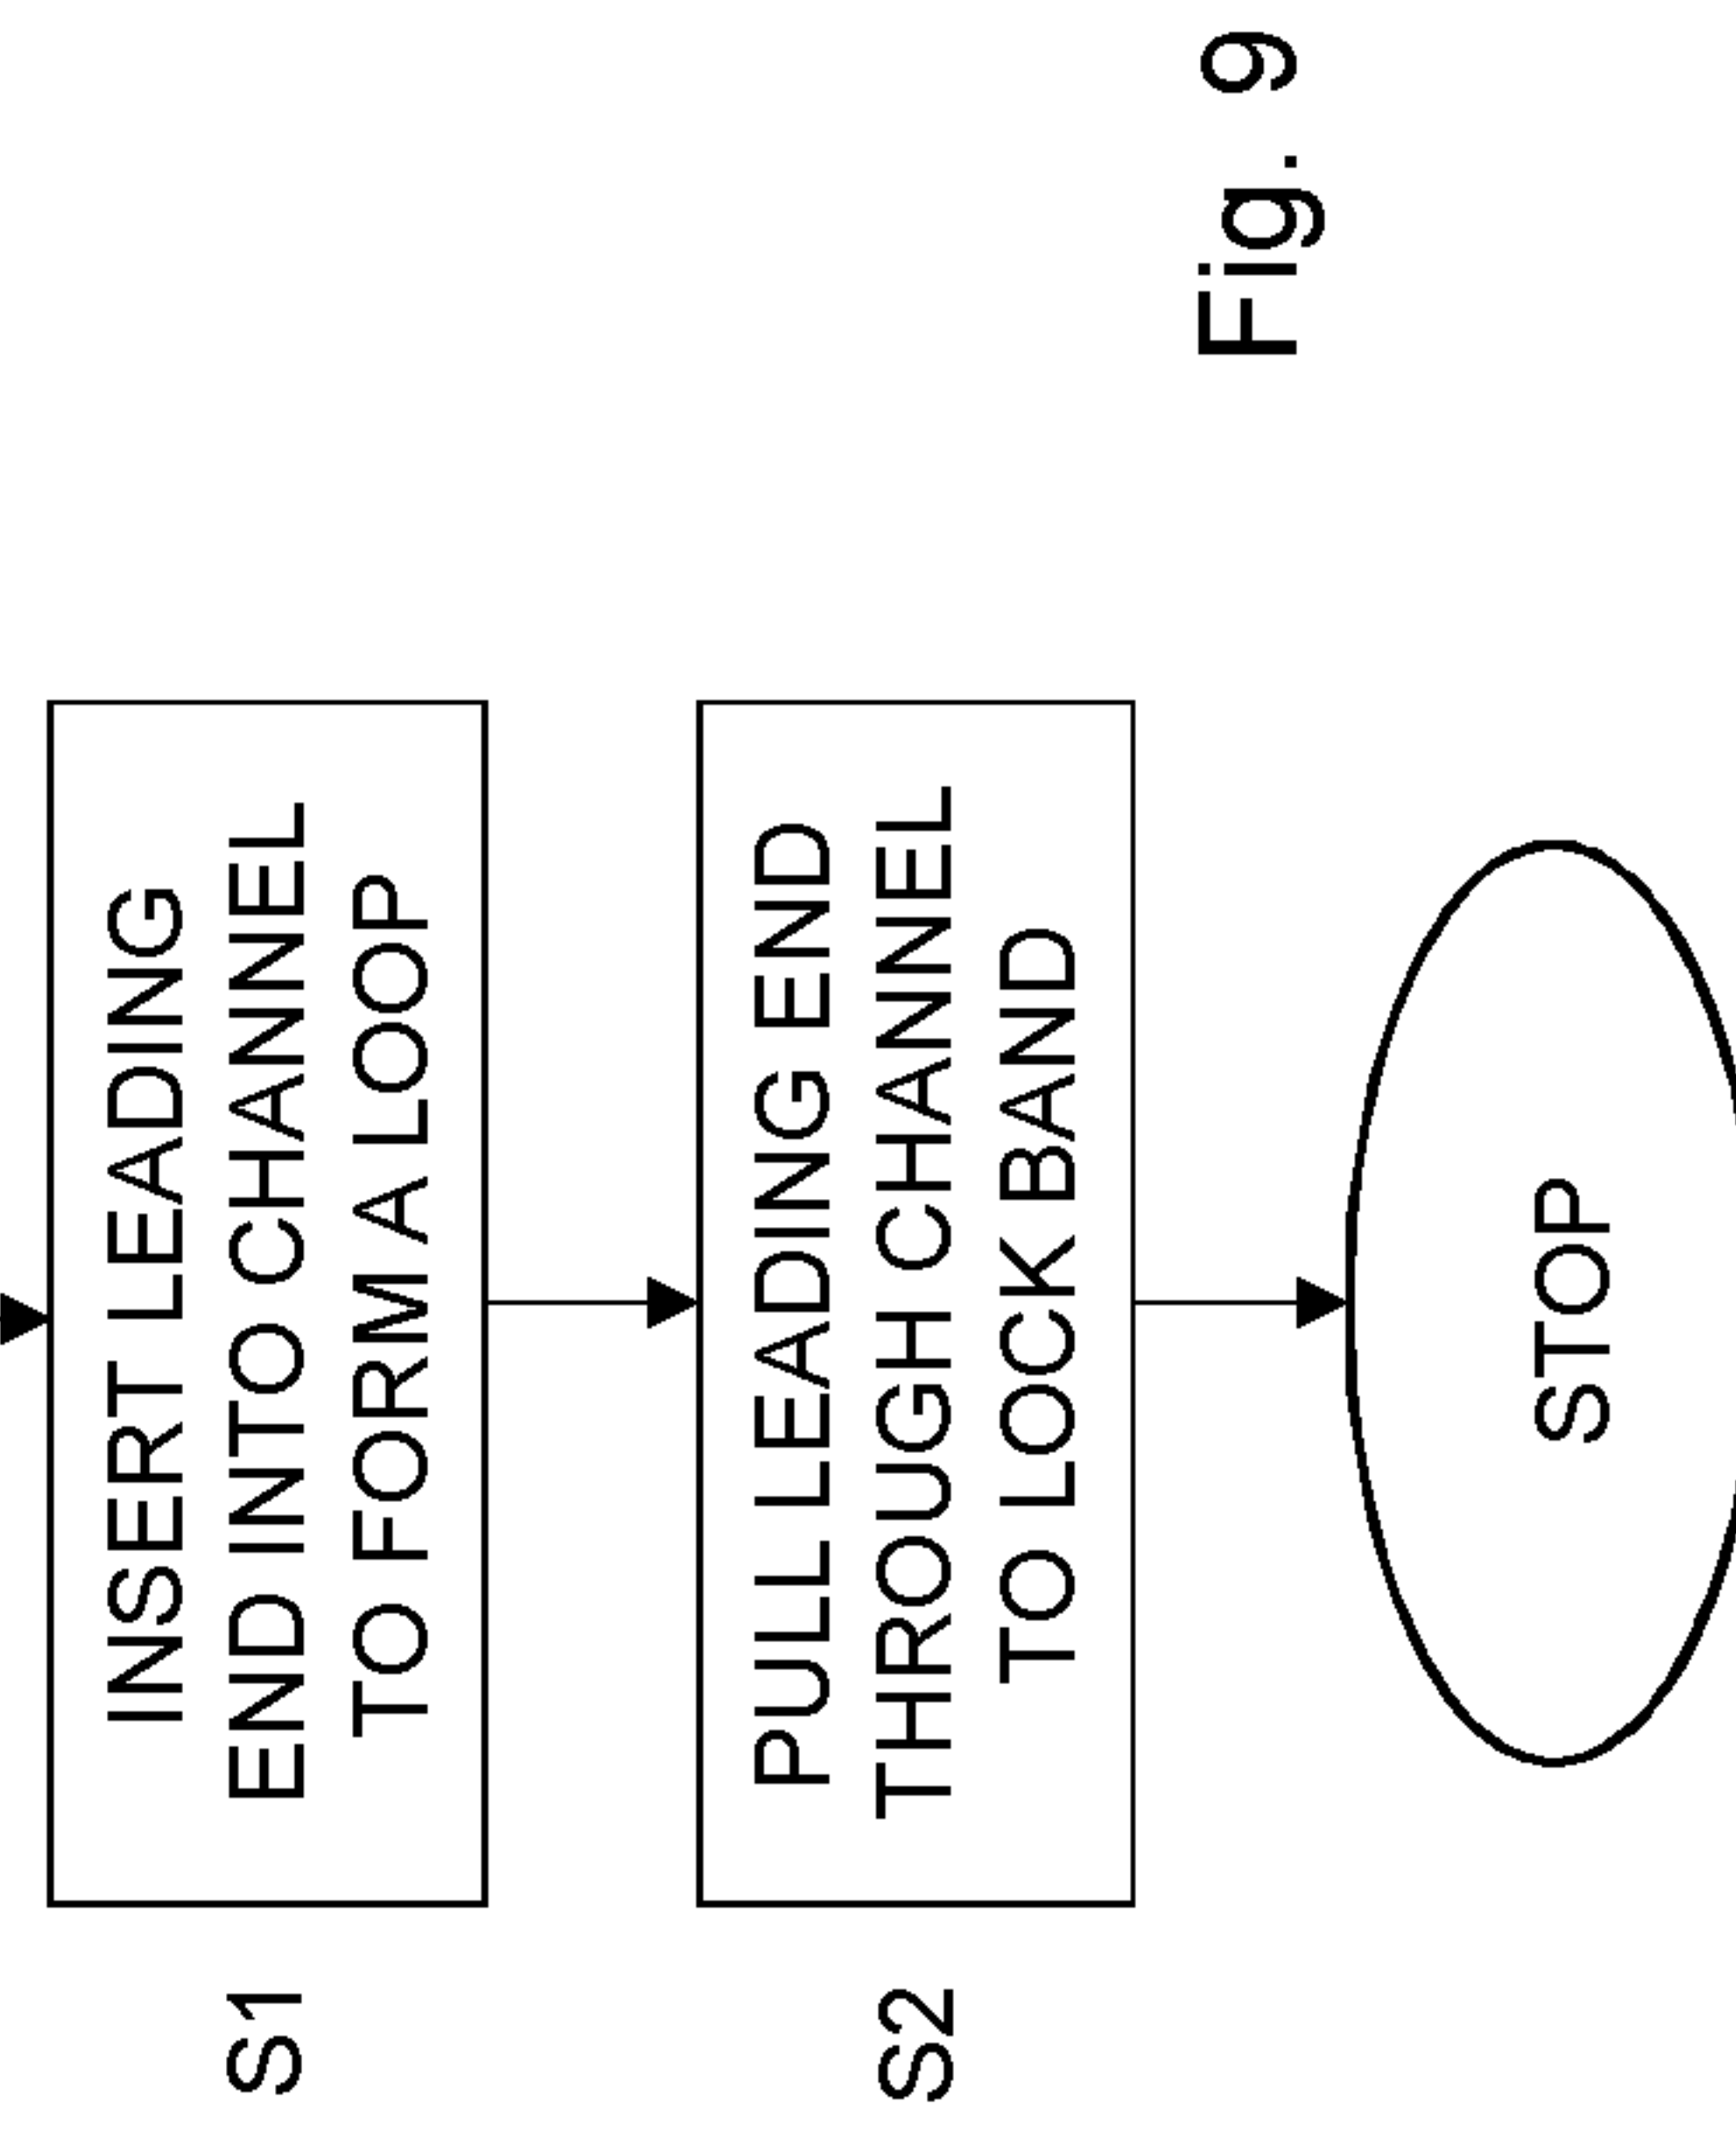 S1
INSERT LEADING
END INTO CHANNEL
TO FORM A LOOP
S2
PULL LEADING END
THROUGH CHANNEL
TO LOCK BAND
STOP
Fig. 9